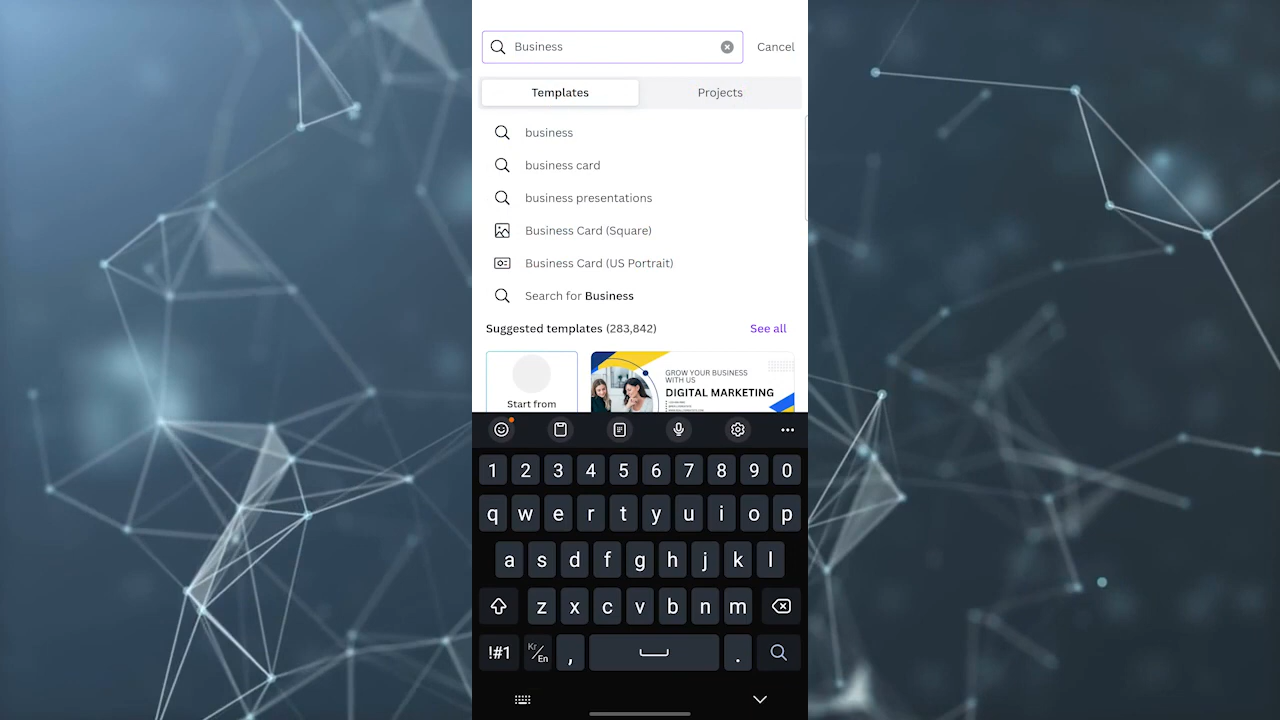 Business
Cancel
Templates
Projects
business
business card
business presentations
Business Card (Square)
Business Card (US Portrait)
Search for Business
Suggested templates (283,842)
See all
Start from
GROW YOUR BUSINESS
WITH US
DIGITAL MARKETING
1 2 3 4 5 6 7 8 9 0
q w e r t y u i o p
a s d f g h j k l
z x c v b n m
!#1 Kr/En , .